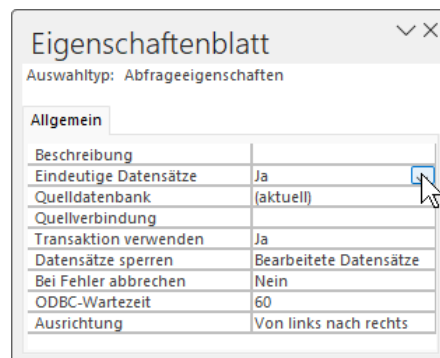 Eigenschaftenblatt
Auswahltyp: Abfrageeigenschaften
Allgemein
Beschreibung
Eindeutige Datensätze Ja
Quelldatenbank (aktuell)
Quellverbindung
Transaktion verwenden Ja
Datensätze sperren Bearbeitete Datensätze
Bei Fehler abbrechen Nein
ODBC-Wartezeit 60
Ausrichtung Von links nach rechts